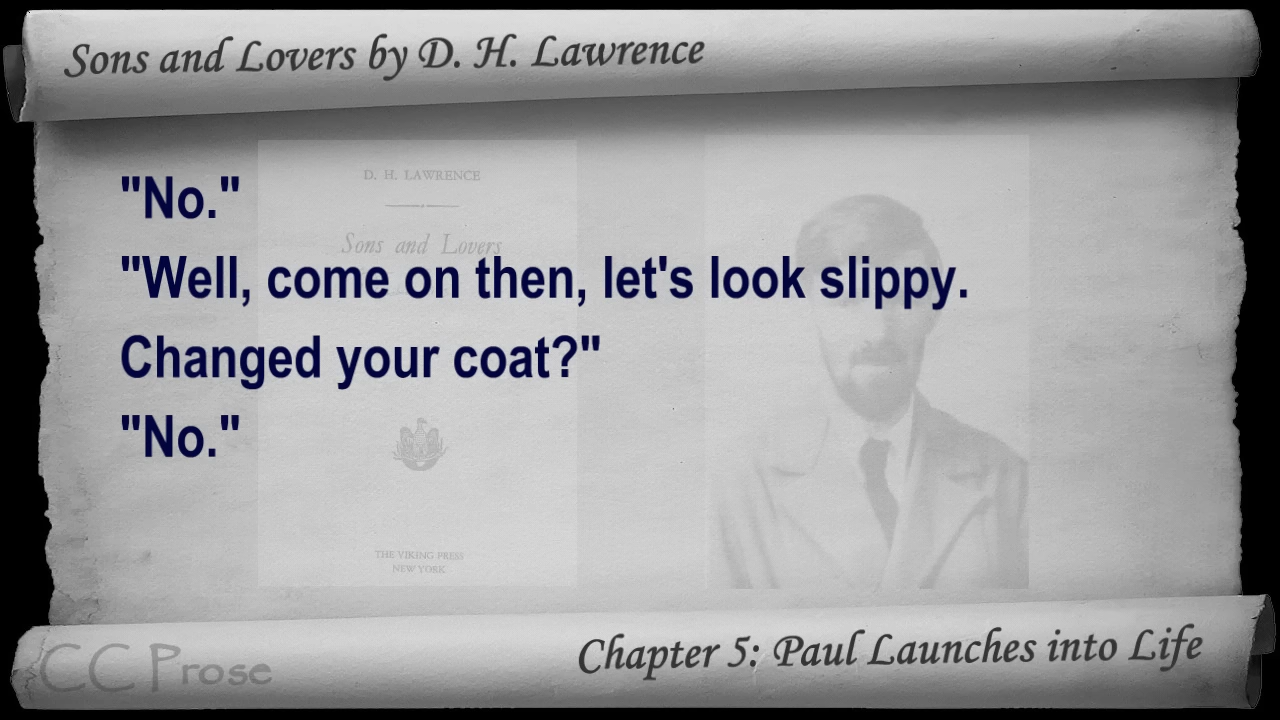 Sons and Lovers by D. H. Lawrence
D. H. LAWRENCE
Sons and Lovers
"No."
"Well, come on then, let's look slippy.
Changed your coat?"
"No."
THE VIKING PRESS
NEW YORK
Chapter 5: Paul Launches into Life
CC Prose